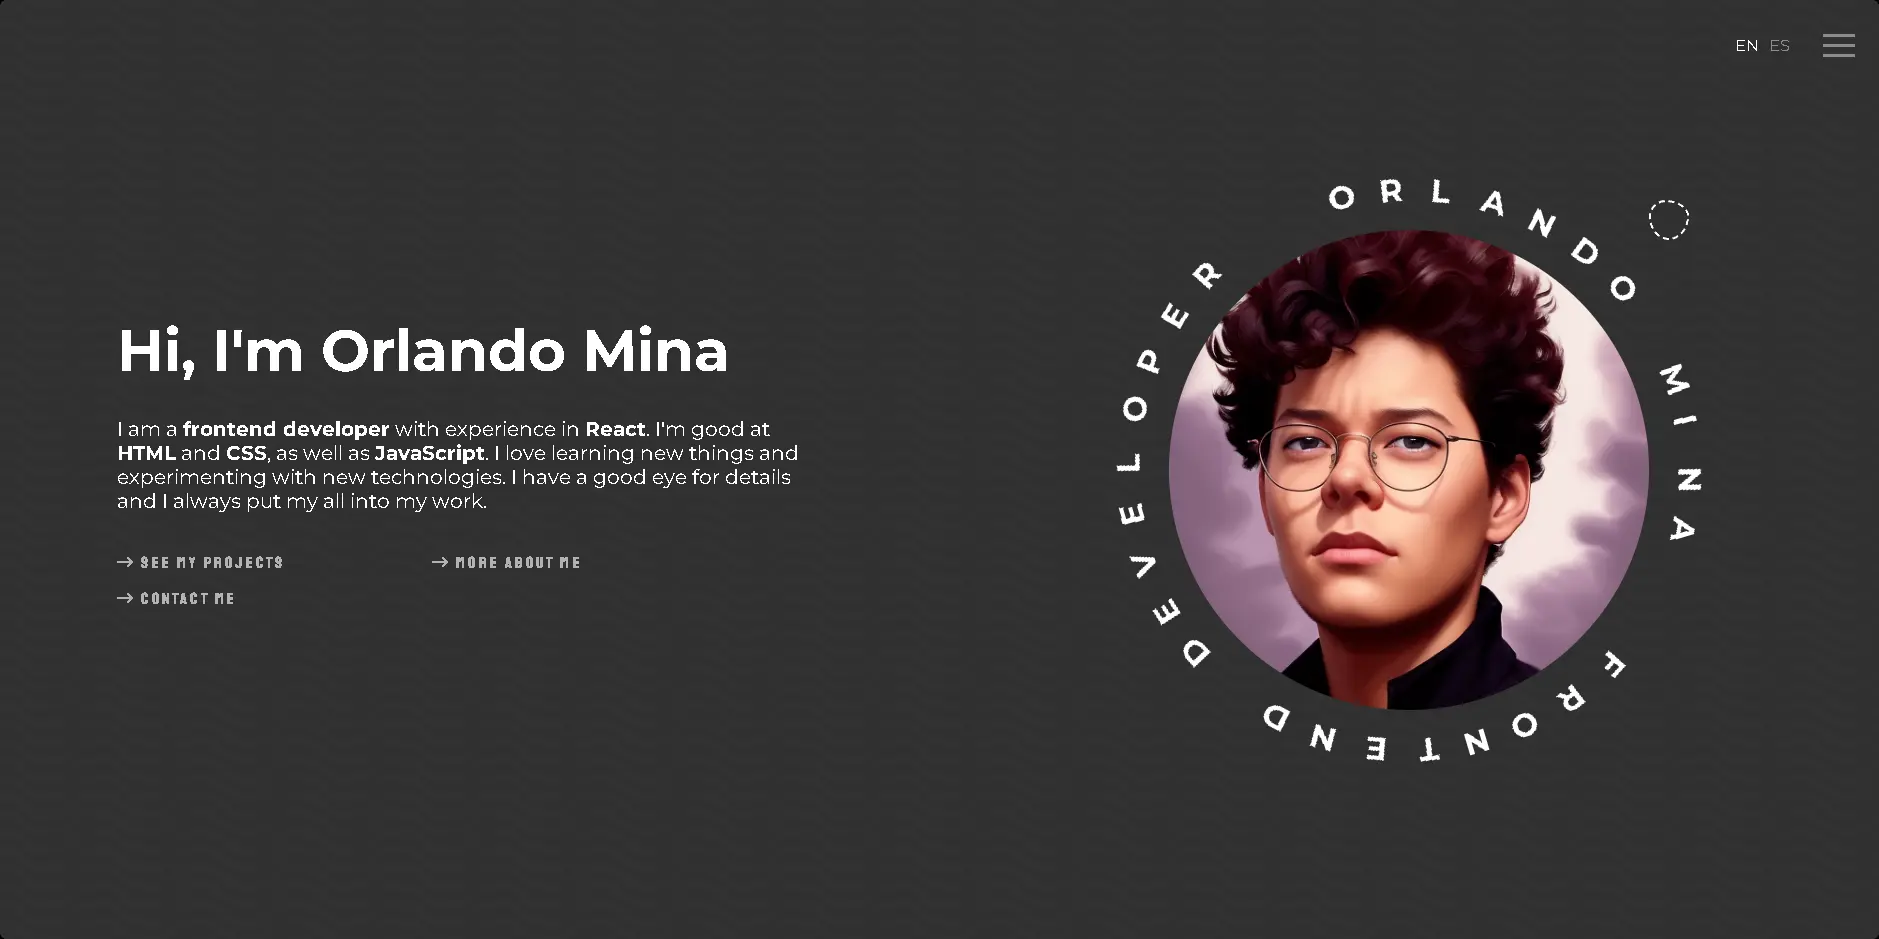 EN ES
Hi, I'm Orlando Mina
I am a frontend developer with experience in React. I'm good at
HTML and CSS, as well as JavaScript. I love learning new things and
experimenting with new technologies. I have a good eye for details
and I always put my all into my work.
SEE MY PROJECTS
MORE ABOUT ME
CONTACT ME
ORLANDO MINA FRONTEND DEVELOPER